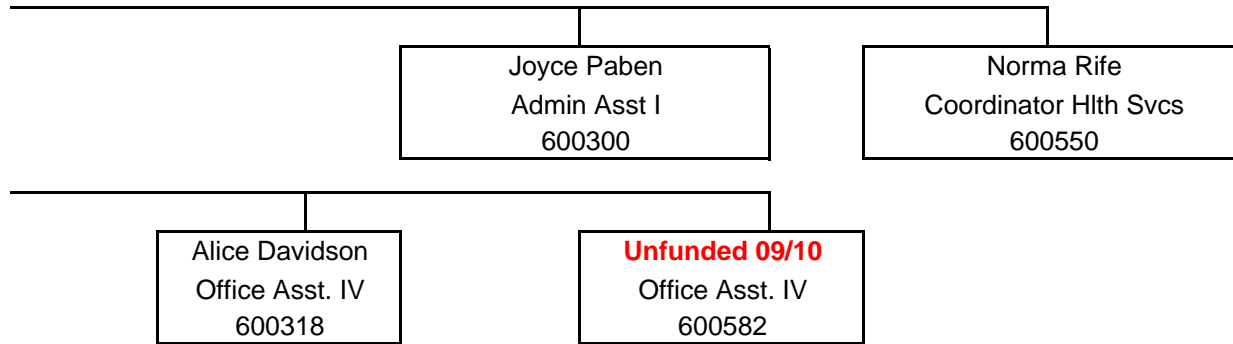 Joyce Paben
Admin Asst I
600300
Norma Rife
Coordinator Hlth Svcs
600550
Alice Davidson
Office Asst. IV
600318
Unfunded 09/10
Office Asst. IV
600582